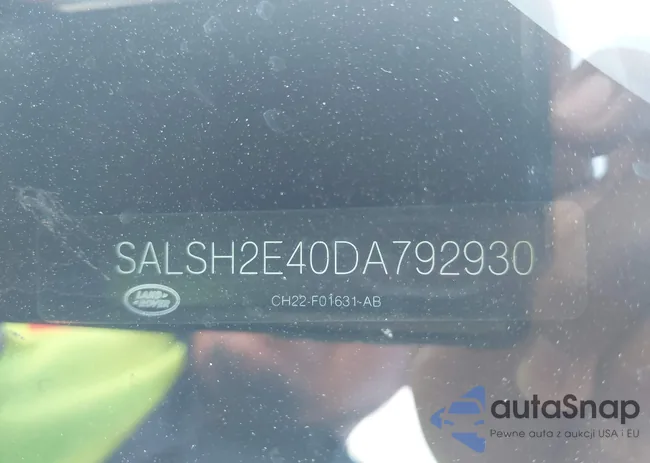 SALSH2E40DA792930
LAND-
-ROVER
CH22-F01631-AB
autaSnap
Pewne auta z aukcji USA i EU